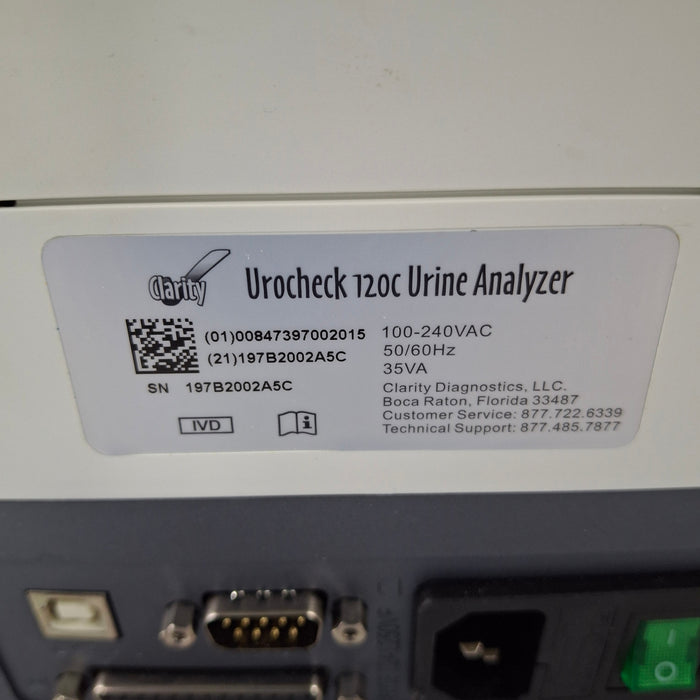 Clarity
Urocheck 120c Urine Analyzer
(01)00847397002015
(21)197B2002A5C
SN 197B2002A5C
IVD
100-240VAC
50/60Hz
35VA
Clarity Diagnostics, LLC.
Boca Raton, Florida 33487
Customer Service: 877.722.6339
Technical Support: 877.485.7877